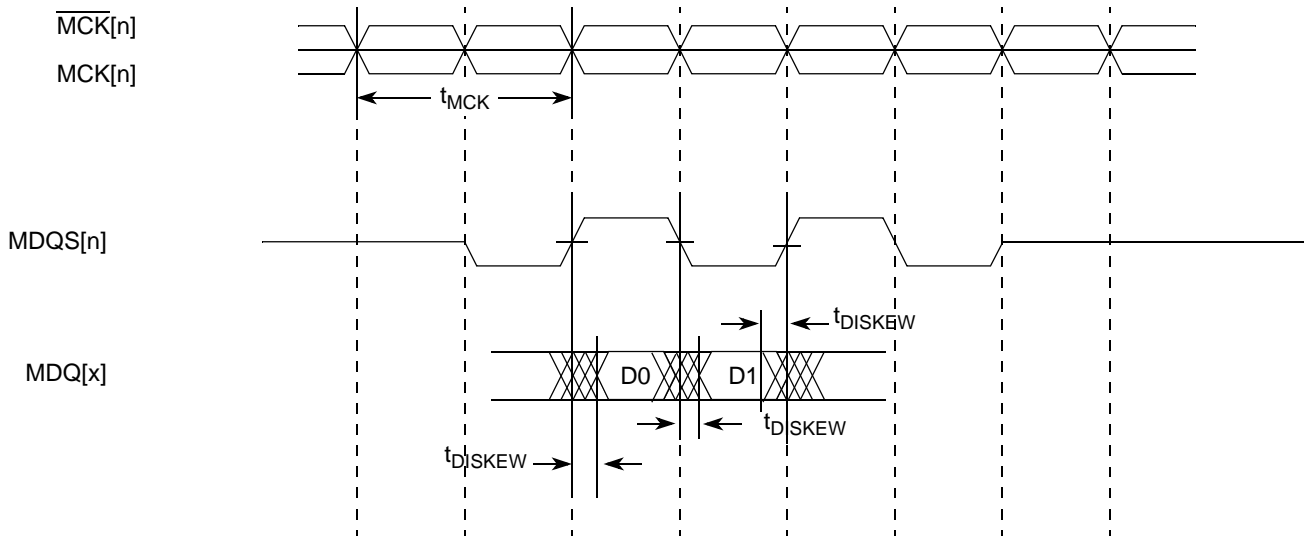 MCK[n]
MCK[n]
tMCK
MDQS[n]
tDISKEW
MDQ[x]
D0
D1
tDISKEW
tDISKEW